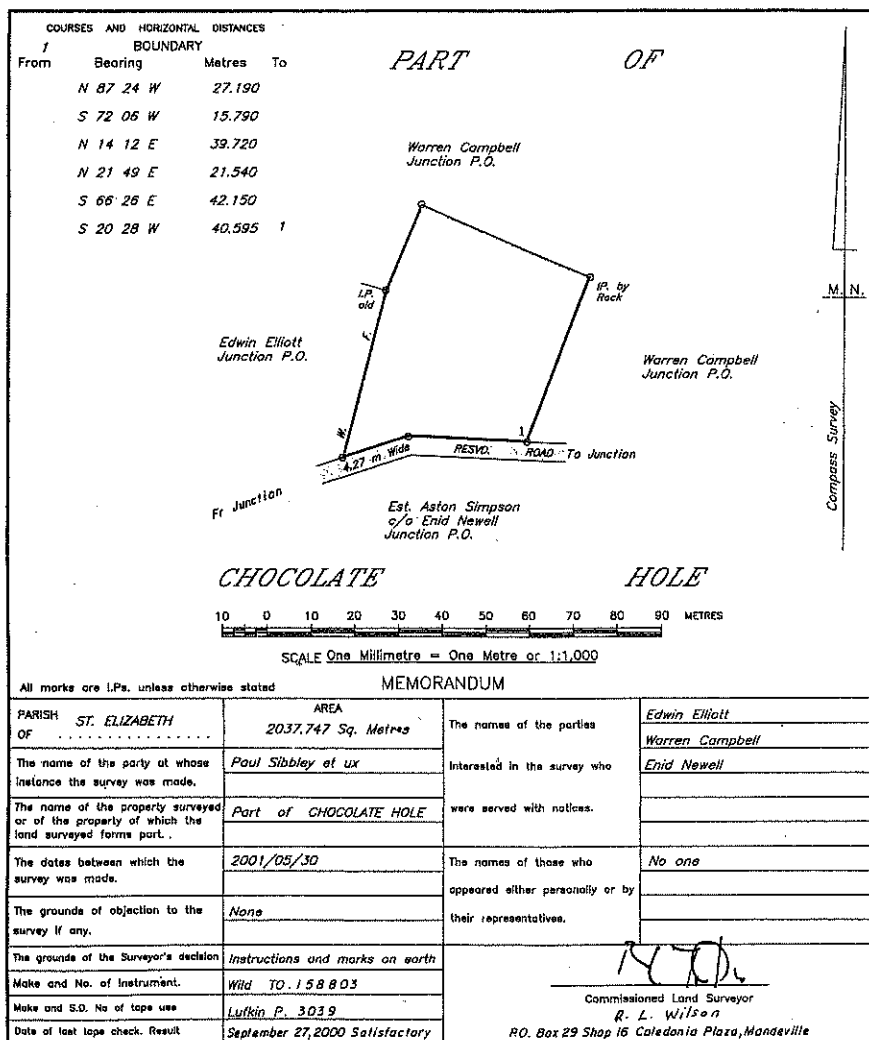 COURSES AND HORIZONTAL DISTANCES
1 BOUNDARY
From Bearing Metres To
N 87 24 W 27.190
S 72 06 W 15.790
N 14 12 E 39.720
N 21 49 E 21.540
S 66 26 E 42.150
S 20 28 W 40.595 1
PART OF
Warren Campbell
Junction P.O.
I.P.
old
IP. by
Rock
M. N.
Edwin Elliott
Junction P.O.
W. F.
Warren Campbell
Junction P.O.
Compass Survey
1
4.27 m. Wide RESVD. ROAD To Junction
Fr Junction
Est. Aston Simpson
c/o Enid Newell
Junction P.O.
CHOCOLATE HOLE
10 0 10 20 30 40 50 60 70 80 90 METRES
SCALE One Millimetre = One Metre or 1:1,000
All marks are I.Ps. unless otherwise stated
MEMORANDUM
PARISH OF ST. ELIZABETH
AREA
2037.747 Sq. Metres
The name of the party at whose
instance the survey was made.
Paul Sibbley et ux
The name of the property surveyed
or of the property of which the
land surveyed forms part.
Part of CHOCOLATE HOLE
The dates between which the
survey was made.
2001/05/30
The grounds of objection to the
survey if any.
None
The grounds of the Surveyor's decision
Instructions and marks on earth
Make and No. of Instrument.
Wild TO.158803
Make and S.D. No of tape use
Lufkin P. 3039
Date of last tape check. Result
September 27,2000 Satisfactory
The names of the parties
interested in the survey who
were served with notices.
Edwin Elliott
Warren Campbell
Enid Newell
The names of those who
appeared either personally or by
their representatives.
No one
Commissioned Land Surveyor
R. L. Wilson
P.O. Box 29 Shop 16 Caledonia Plaza, Mandeville